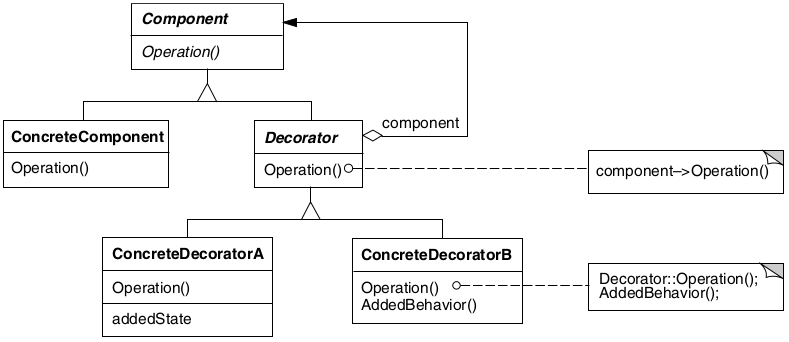 Component
Operation()
component
ConcreteComponent
Operation()
Decorator
Operation()
component–>Operation()
ConcreteDecoratorA
Operation()
addedState
ConcreteDecoratorB
Operation()
AddedBehavior()
Decorator::Operation();
AddedBehavior();